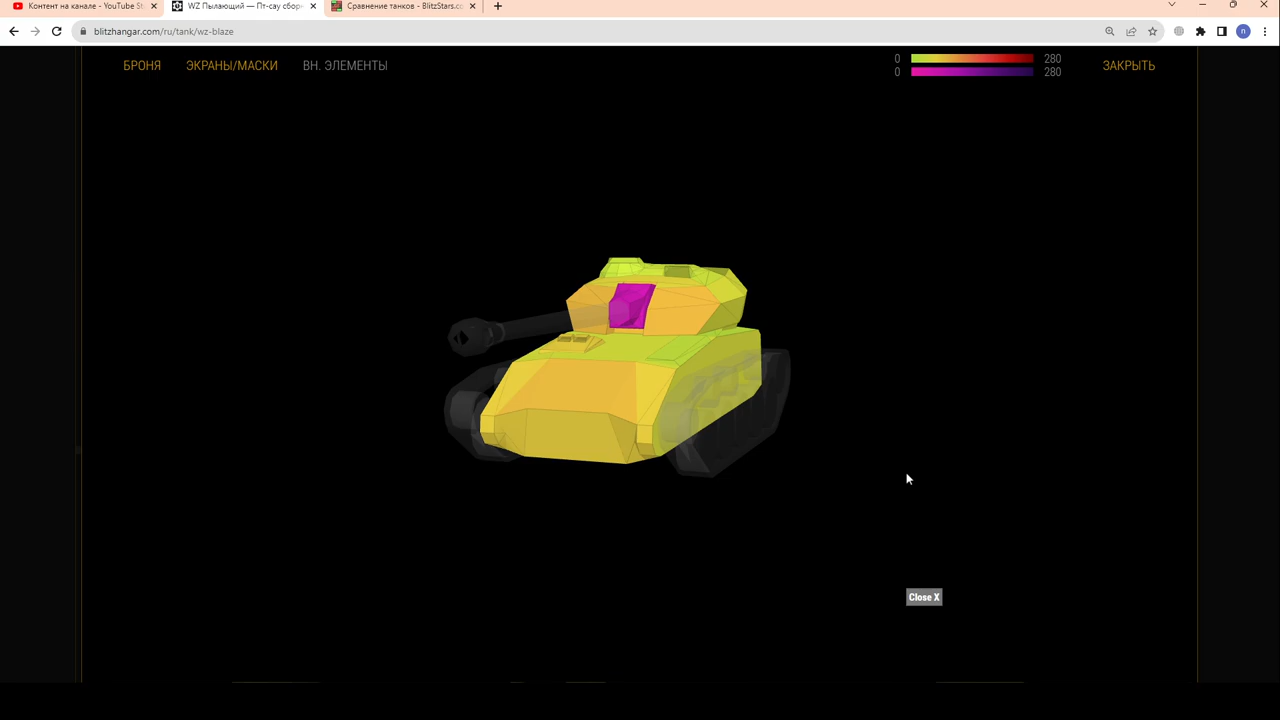 Контент на канале - YouTube St
WZ Пылающий — Пт-сау сбор
Сравнение танков - BlitzStars.co
blitzhangar.com/ru/tank/wz-blaze
п
БРОНЯ ЭКРАНЫ/МАСКИ ВН. ЭЛЕМЕНТЫ
0 280
0 280
ЗАКРЫТЬ
Close X